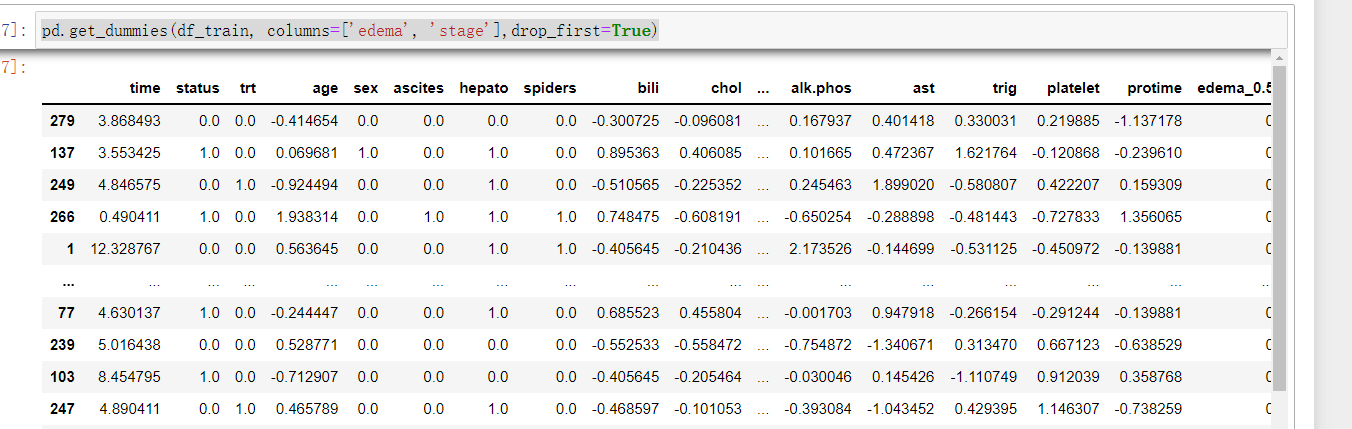 7]: pd.get_dummies(df_train, columns=['edema', 'stage'],drop_first=True)
7]:
time status trt age sex ascites hepato spiders bili chol ... alk.phos ast trig platelet protime edema_0.5
279 3.868493 0.0 0.0 -0.414654 0.0 0.0 0.0 0.0 -0.300725 -0.096081 ... 0.167937 0.401418 0.330031 0.219885 -1.137178 0
137 3.553425 1.0 0.0 0.069681 1.0 0.0 1.0 0.0 0.895363 0.406085 ... 0.101665 0.472367 1.621764 -0.120868 -0.239610 0
249 4.846575 0.0 1.0 -0.924494 0.0 0.0 1.0 0.0 -0.510565 -0.225352 ... 0.245463 1.899020 -0.580807 0.422207 0.159309 0
266 0.490411 1.0 0.0 1.938314 0.0 1.0 1.0 1.0 0.748475 -0.608191 ... -0.650254 -0.288898 -0.481443 -0.727833 1.356065 0
1 12.328767 0.0 0.0 0.563645 0.0 0.0 1.0 1.0 -0.405645 -0.210436 ... 2.173526 -0.144699 -0.531125 -0.450972 -0.139881 0
... ... ... ... ... ... ... ... ... ... ... ... ... ... ... ... ... ...
77 4.630137 1.0 0.0 -0.244447 0.0 0.0 1.0 0.0 0.685523 0.455804 ... -0.001703 0.947918 -0.266154 -0.291244 -0.139881 0
239 5.016438 0.0 0.0 0.528771 0.0 0.0 0.0 0.0 -0.552533 -0.558472 ... -0.754872 -1.340671 0.313470 0.667123 -0.638529 0
103 8.454795 1.0 0.0 -0.712907 0.0 0.0 0.0 0.0 -0.405645 -0.205464 ... -0.030046 0.145426 -1.110749 0.912039 0.358768 0
247 4.890411 0.0 1.0 0.465789 0.0 0.0 1.0 0.0 -0.468597 -0.101053 ... -0.393084 -1.043452 0.429395 1.146307 -0.738259 0